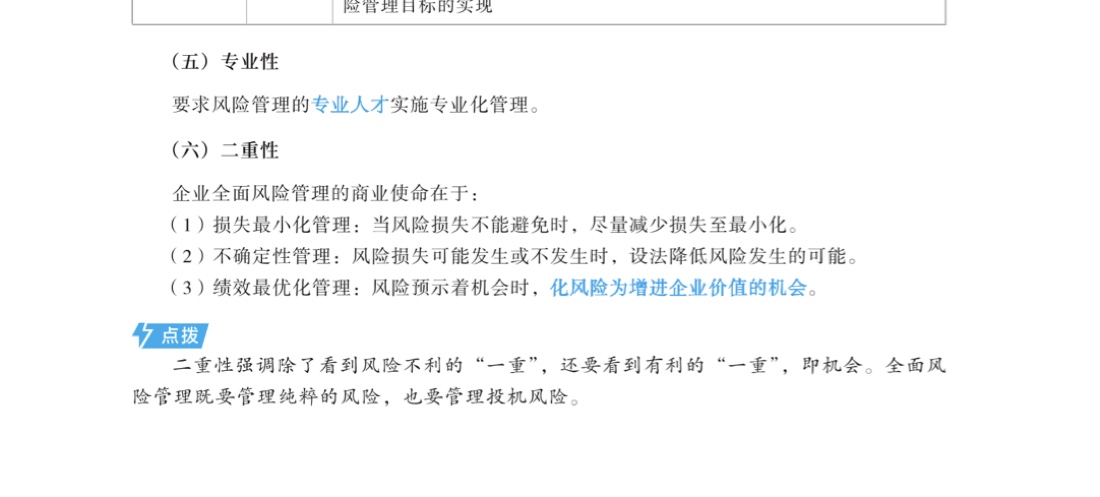 险管理目标的实现
（五）专业性
要求风险管理的专业人才实施专业化管理。
（六）二重性
企业全面风险管理的商业使命在于：
（1）损失最小化管理：当风险损失不能避免时，尽量减少损失至最小化。
（2）不确定性管理：风险损失可能发生或不发生时，设法降低风险发生的可能。
（3）绩效最优化管理：风险预示着机会时，化风险为增进企业价值的机会。
点拨
二重性强调除了看到风险不利的“一重”，还要看到有利的“一重”，即机会。全面风
险管理既要管理纯粹的风险，也要管理投机风险。